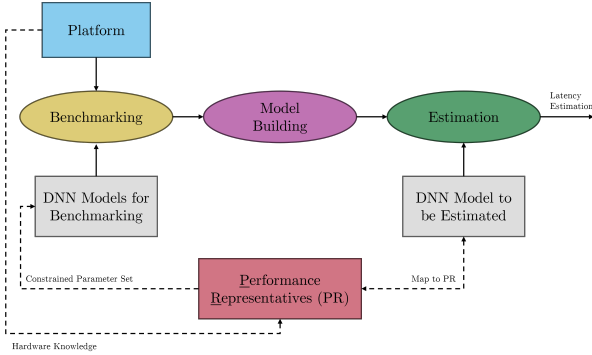 Platform
Latency
Estimation
Benchmarking
Model
Building
Estimation
DNN Models for
Benchmarking
DNN Model to
be Estimated
Constrained Parameter Set
Performance
Representatives (PR)
Map to PR
Hardware Knowledge